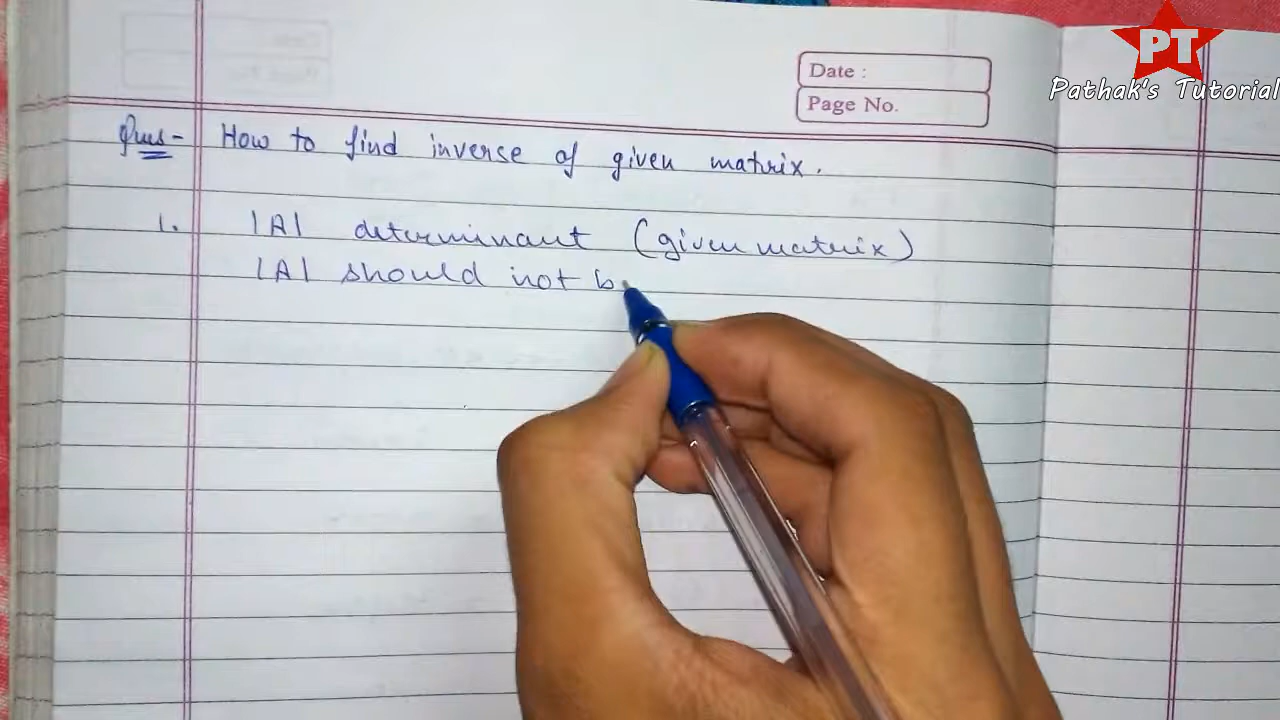 PT
Pathak's Tutorial
Date :
Page No.
Ques - How to find inverse of given matrix.
1. |A| determinant (given matrix)
|A| should not b